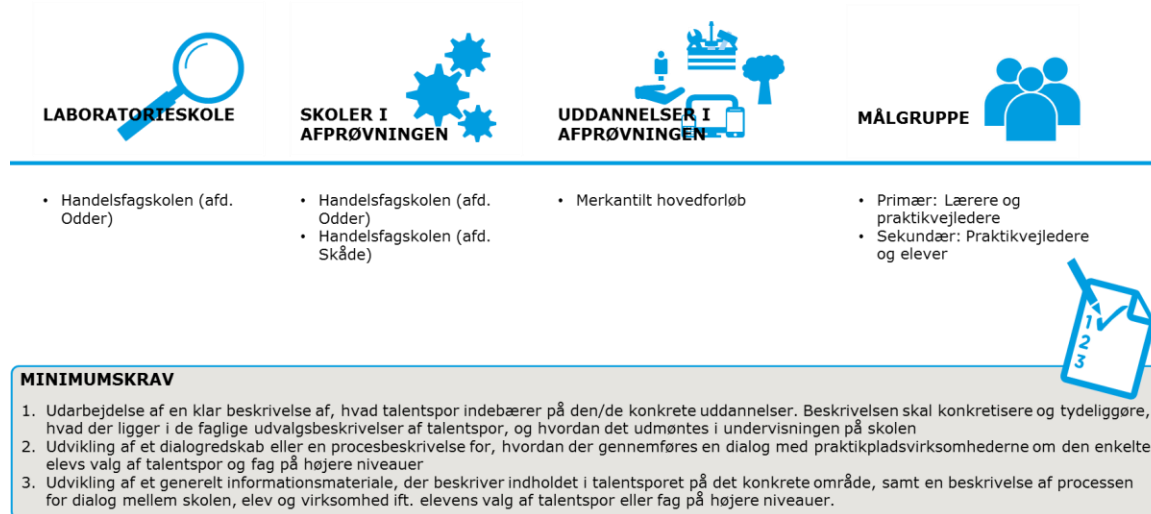 LABORATORIESKOLE
SKOLER I
AFPRØVNINGEN
UDDANNELSER I
AFPRØVNINGEN
MÅLGRUPPE
• Handelsfagskolen (afd.
Odder)
• Handelsfagskolen (afd.
Odder)
• Handelsfagskolen (afd.
Skåde)
• Merkantilt hovedforløb
• Primær: Lærere og
praktikvejledere
• Sekundær: Praktikvejledere
og elever
1
2
3
MINIMUMSKRAV
1. Udarbejdelse af en klar beskrivelse af, hvad talentspor indebærer på den/de konkrete uddannelser. Beskrivelsen skal konkretisere og tydeliggøre,
hvad der ligger i de faglige udvalgsbeskrivelser af talentspor, og hvordan det udmøntes i undervisningen på skolen
2. Udvikling af et dialogredskab eller en procesbeskrivelse for, hvordan der gennemføres en dialog med praktikpladsvirksomhederne om den enkelte
elevs valg af talentspor og fag på højere niveauer
3. Udvikling af et generelt informationsmateriale, der beskriver indholdet i talentsporet på det konkrete område, samt en beskrivelse af processen
for dialog mellem skolen, elev og virksomhed ift. elevens valg af talentspor eller fag på højere niveauer.